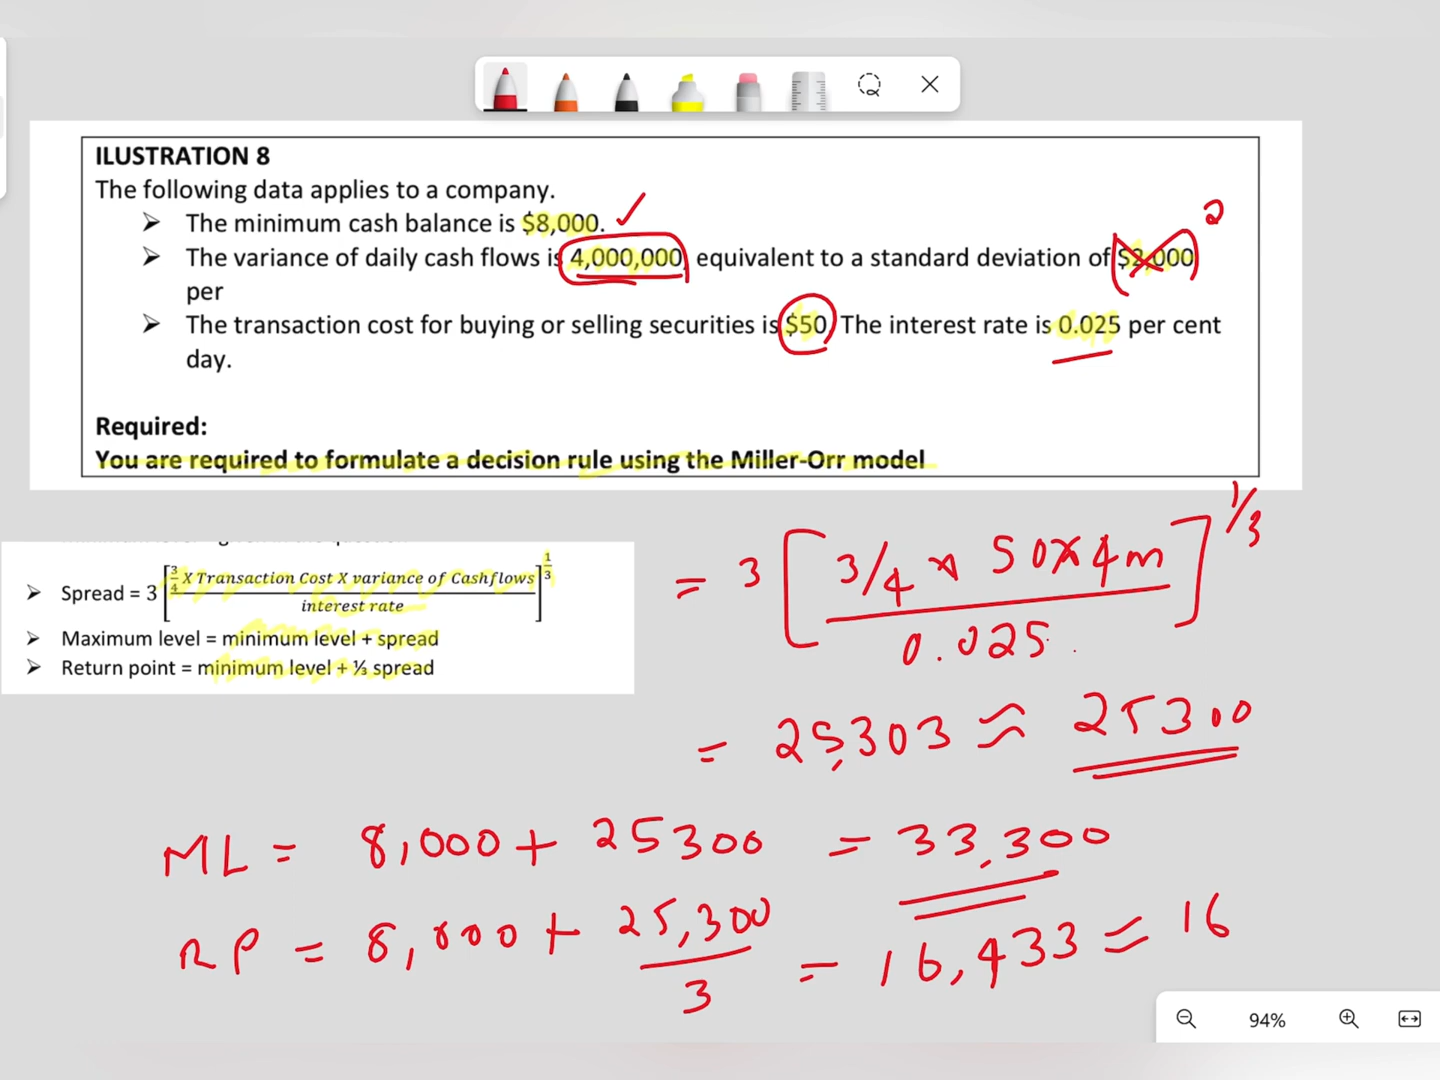 ILUSTRATION 8
The following data applies to a company.
➢ The minimum cash balance is $8,000. ✓
➢ The variance of daily cash flows is 4,000,000, equivalent to a standard deviation of ($2,000) 2
per
➢ The transaction cost for buying or selling securities is $50. The interest rate is 0.025 per cent
day.
Required:
You are required to formulate a decision rule using the Miller-Orr model
➢ Spread = 3 [3/4 X Transaction Cost X variance of Cashflows / interest rate]^1/3
➢ Maximum level = minimum level + spread
➢ Return point = minimum level + ⅓ spread
= 3 [3/4 x 50 x 4m / 0.025]^1/3
= 25,303 ≈ 25300
ML = 8,000 + 25300 = 33,300
RP = 8,000 + 25,300/3 = 16,433 ≈ 16
94%